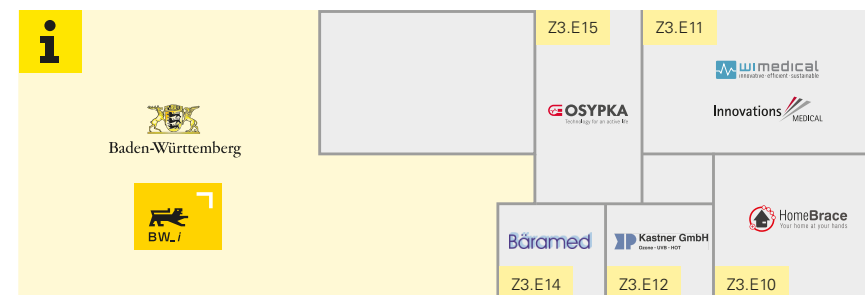 i
Z3.E15
Z3.E11
wimedical
innovative·efficient·sustainable
OSYPKA
Technology for an active life
Innovations
MEDICAL
Baden-Württemberg
BW_i
Bäramed
Kastner GmbH
Ozone · UVB · HOT
HomeBrace
Your home at your hands
Z3.E14
Z3.E12
Z3.E10